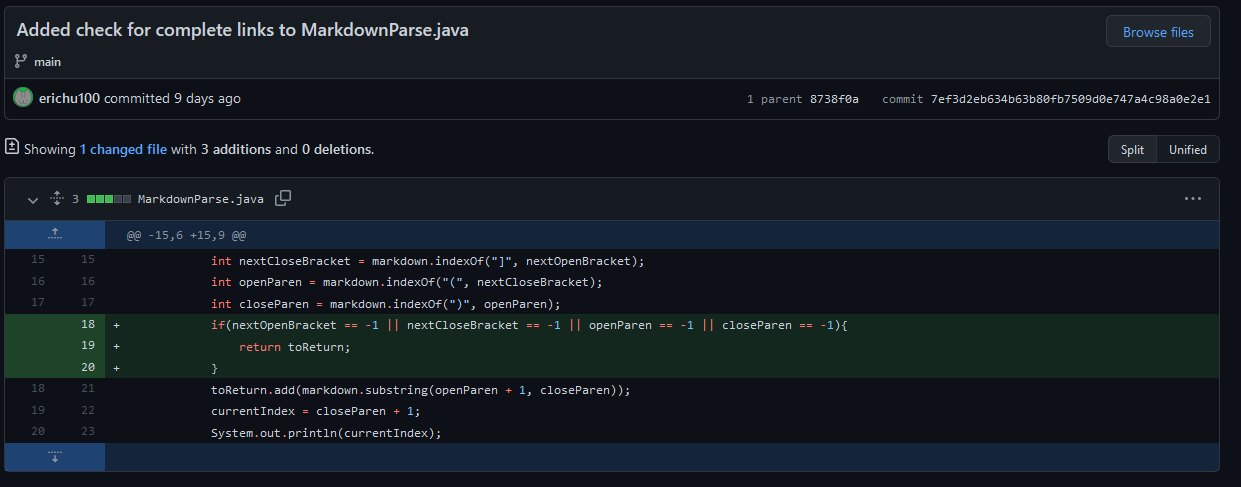 Added check for complete links to MarkdownParse.java
Browse files
main
erichu100 committed 9 days ago
1 parent 8738f0a commit 7ef3d2eb634b63b80fb7509d0e747a4c98a0e2e1
Showing 1 changed file with 3 additions and 0 deletions.
Split Unified
3 MarkdownParse.java
@@ -15,6 +15,9 @@
15 15 int nextCloseBracket = markdown.indexOf("]", nextOpenBracket);
16 16 int openParen = markdown.indexOf("(", nextCloseBracket);
17 17 int closeParen = markdown.indexOf(")", openParen);
18 + if(nextOpenBracket == -1 || nextCloseBracket == -1 || openParen == -1 || closeParen == -1){
19 + return toReturn;
20 + }
18 21 toReturn.add(markdown.substring(openParen + 1, closeParen));
19 22 currentIndex = closeParen + 1;
20 23 System.out.println(currentIndex);